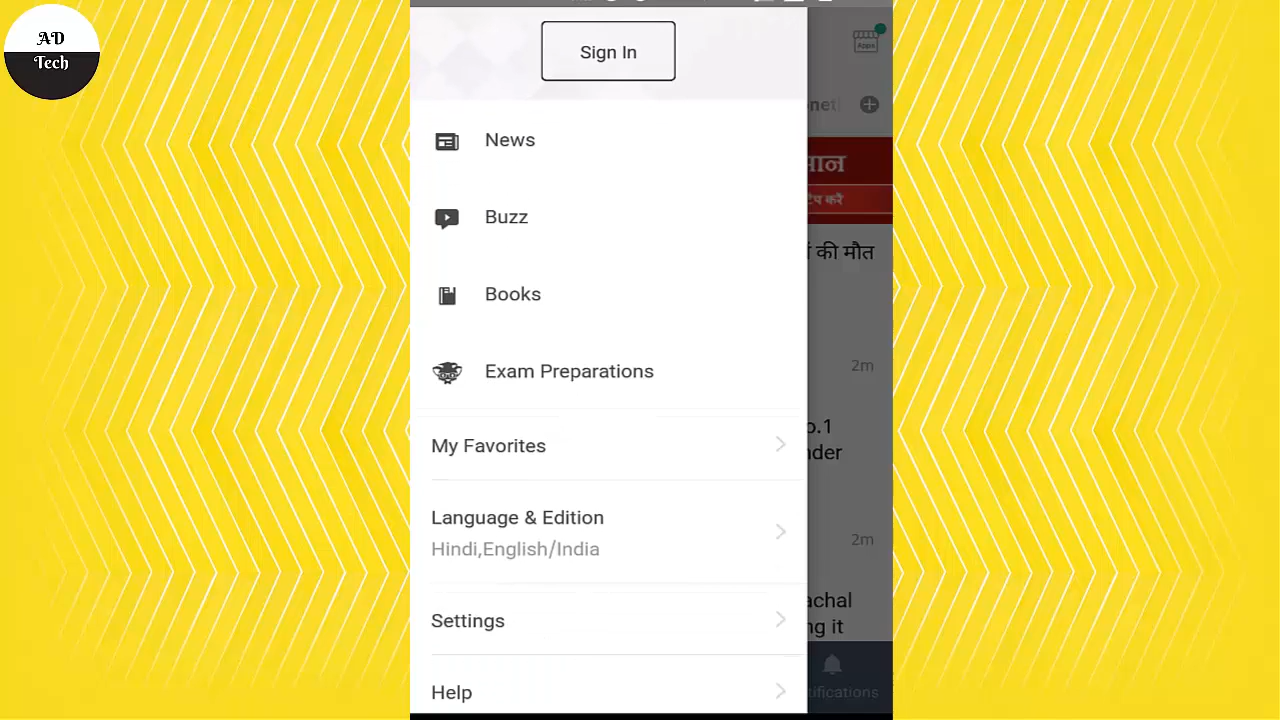 AD
Tech
Sign In
Apps
News
Buzz
Books
Exam Preparations
My Favorites
Language & Edition
Hindi,English/India
Settings
Help
की मौत
2m
2m